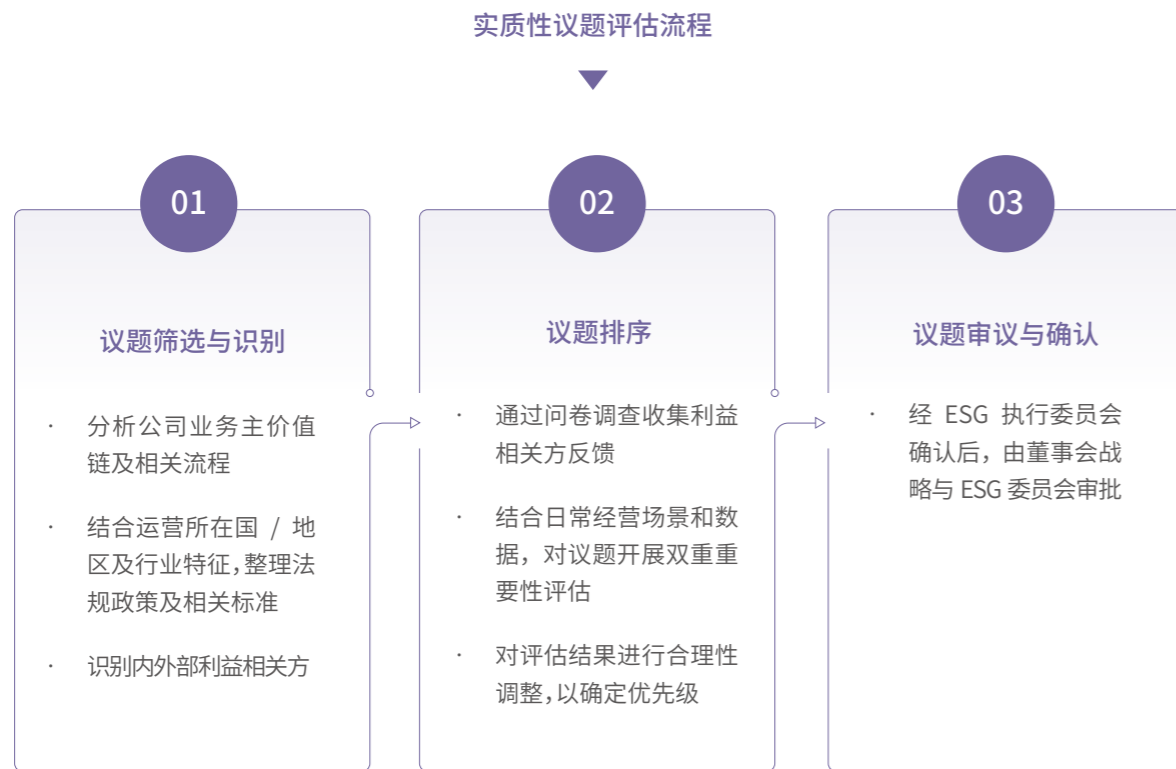 实质性议题评估流程
01
议题筛选与识别
· 分析公司业务主价值
链及相关流程
· 结合运营所在国 / 地
区及行业特征，整理法
规政策及相关标准
· 识别内外部利益相关方
02
议题排序
· 通过问卷调查收集利益
相关方反馈
· 结合日常经营场景和数
据，对议题开展双重重
要性评估
· 对评估结果进行合理性
调整，以确定优先级
03
议题审议与确认
· 经 ESG 执行委员会
确认后，由董事会战
略与 ESG 委员会审批